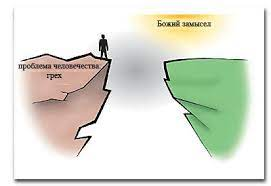 Божий замысел
проблема человечества,
грех